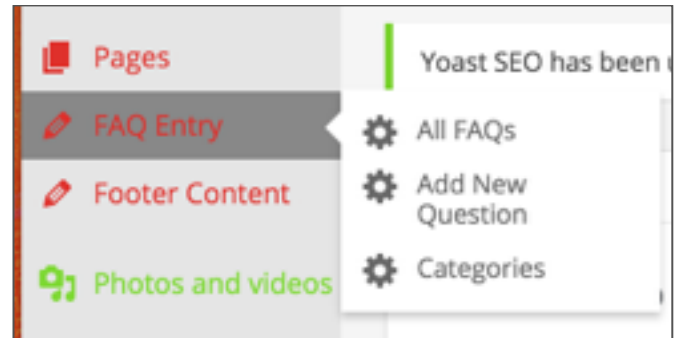 Pages
FAQ Entry
Footer Content
Photos and videos
Yoast SEO has been
All FAQs
Add New
Question
Categories